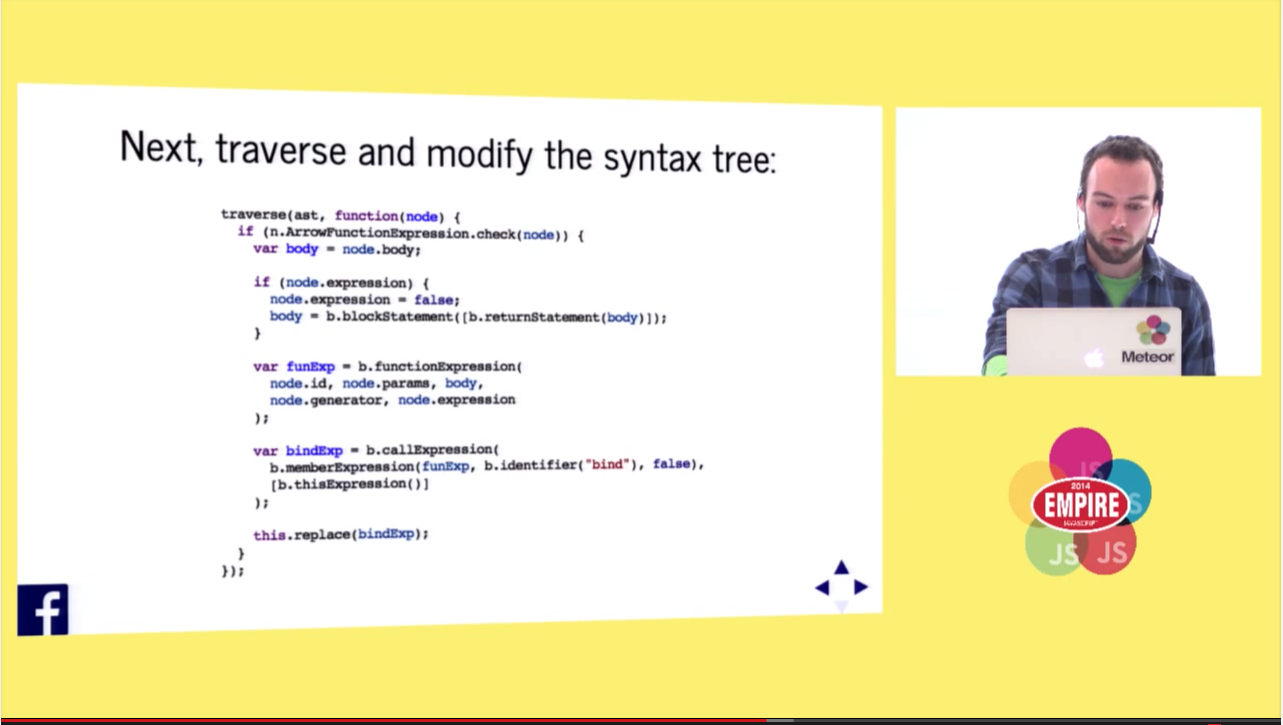 Next, traverse and modify the syntax tree:
traverse(ast, function(node) {
if (n.ArrowFunctionExpression.check(node)) {
var body = node.body;
if (node.expression) {
node.expression = false;
body = b.blockStatement([b.returnStatement(body)]);
}
var funExp = b.functionExpression(
node.id, node.params, body,
node.generator, node.expression
);
var bindExp = b.callExpression(
b.memberExpression(funExp, b.identifier("bind"), false),
[b.thisExpression()]
);
this.replace(bindExp);
}
});
f
Meteor
JS
2014
EMPIRE
JAVASCRIPT
S
JS
JS